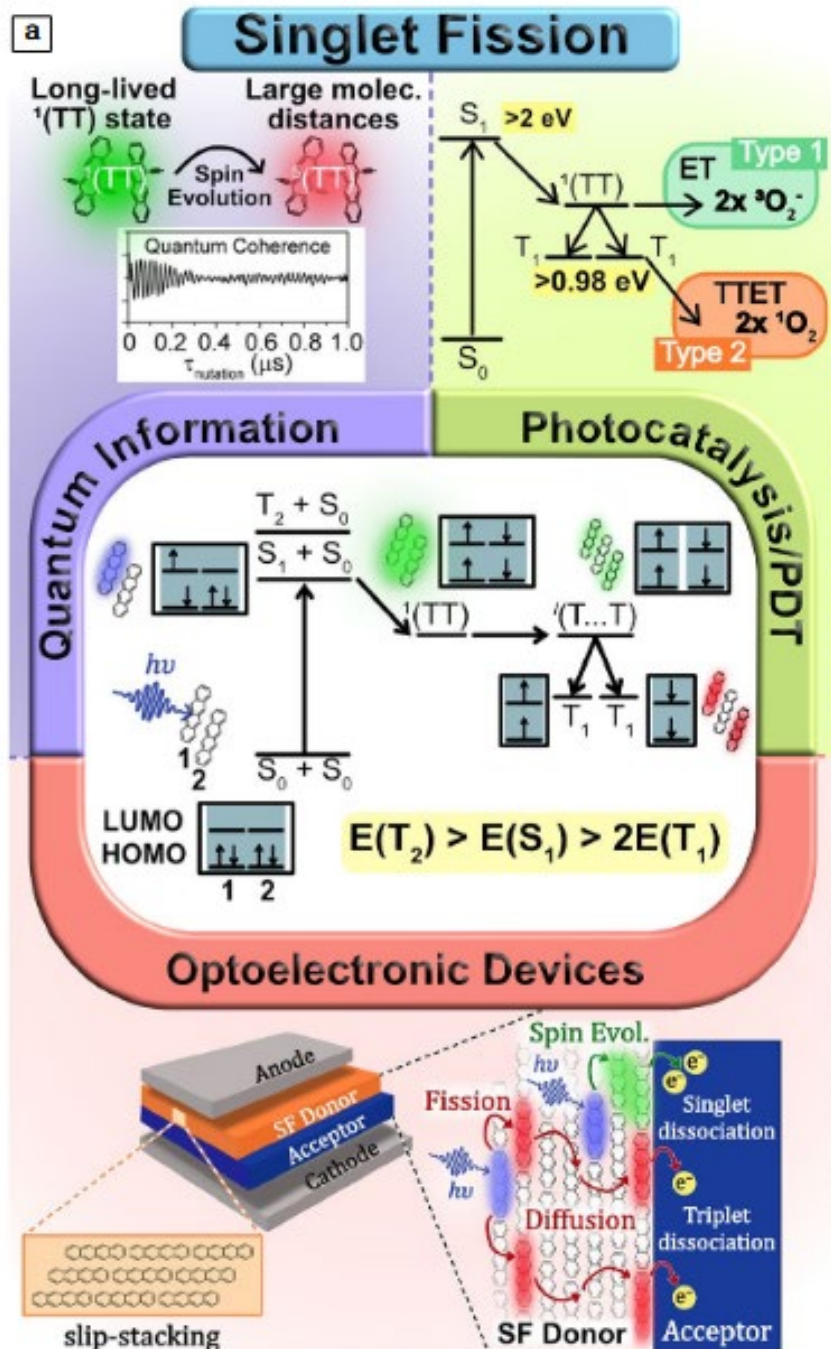 a
Singlet Fission
Long-lived
¹(TT) state
Large molec.
distances
¹(TT)
Spin
Evolution
(TT)
Quantum Coherence
0 0.2 0.4 0.6 0.8 1.0
τnutation (μs)
S₁ >2 eV
¹(TT)
T₁ T₁
>0.98 eV
S₀
Type 1
ET
2x ³O₂⁻
TTET
2x ¹O₂
Type 2
Quantum Information
Photocatalysis/PDT
T₂ + S₀
S₁ + S₀
¹(TT)
(T...T)
T₁ T₁
hν
1
2
S₀ + S₀
LUMO
HOMO
1 2
E(T₂) > E(S₁) > 2E(T₁)
Optoelectronic Devices
Anode
SF Donor
Acceptor
Cathode
slip-stacking
Spin Evol.
hν
Fission
hν
Diffusion
SF Donor
e⁻
e⁻
Singlet
dissociation
e⁻
Triplet
dissociation
e⁻
Acceptor